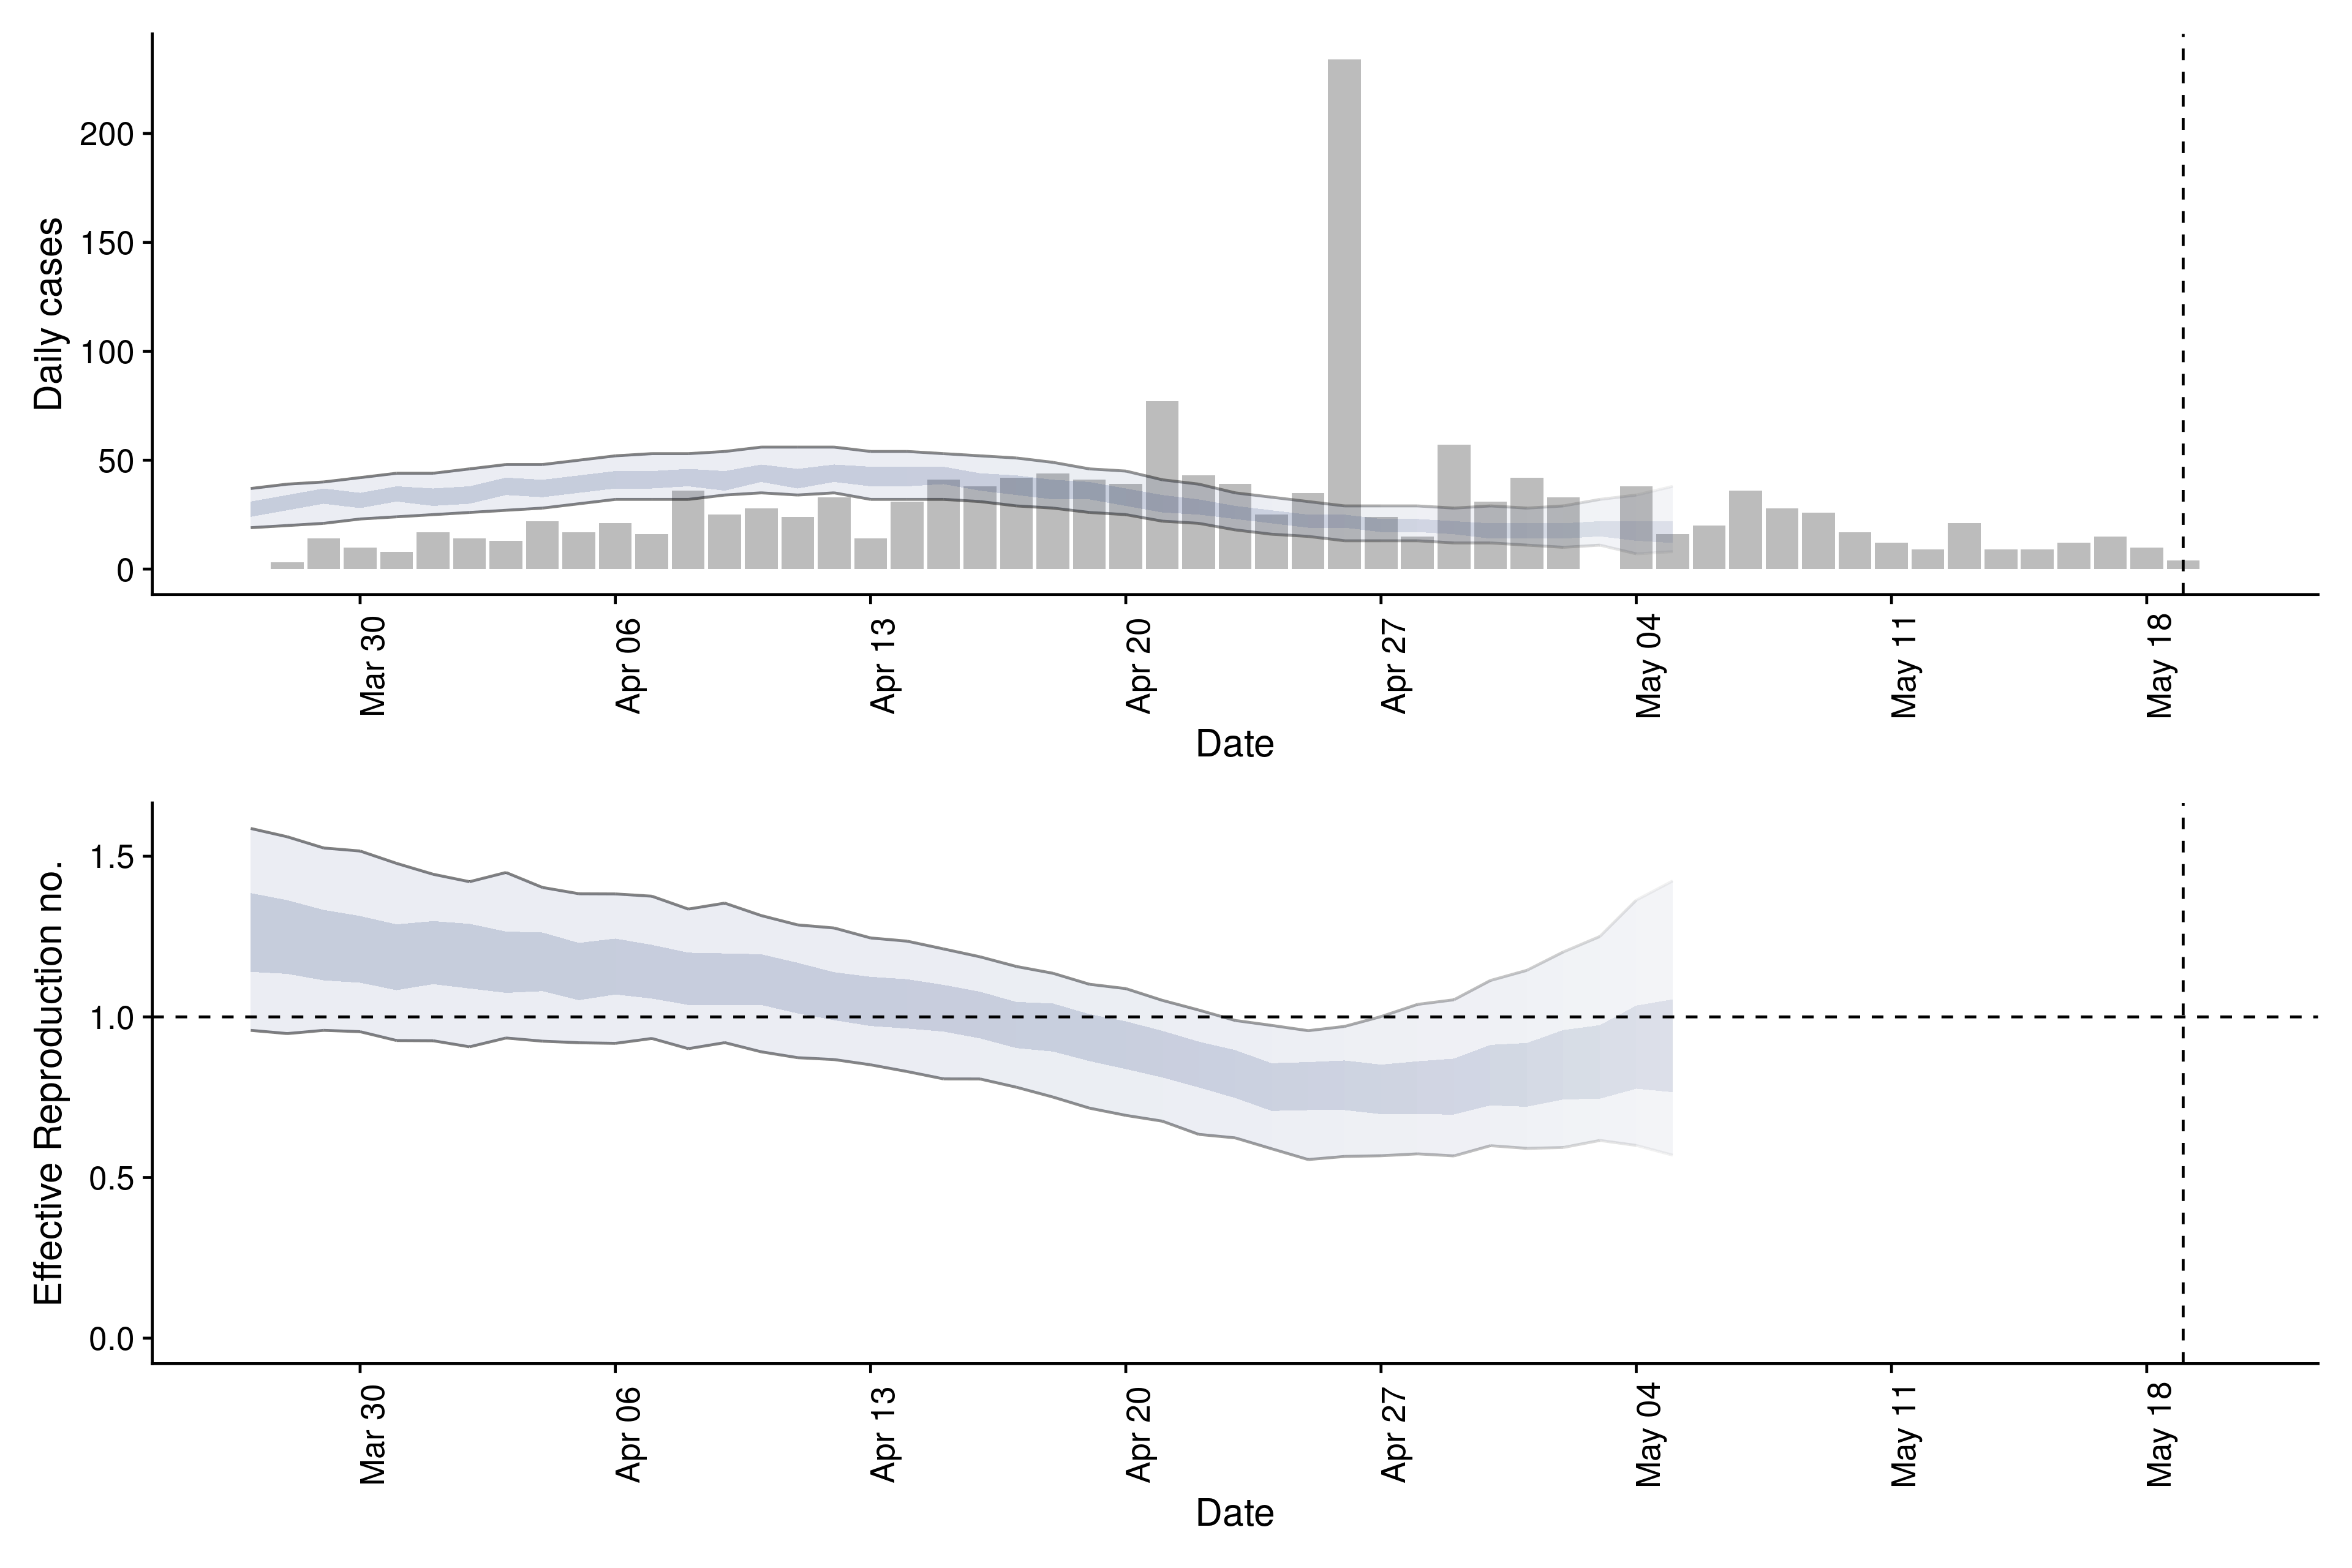 Daily cases
200
150
100
50
0
Mar 30
Apr 06
Apr 13
Apr 20
Apr 27
May 04
May 11
May 18
Date
Effective Reproduction no.
1.5
1.0
0.5
0.0
Mar 30
Apr 06
Apr 13
Apr 20
Apr 27
May 04
May 11
May 18
Date